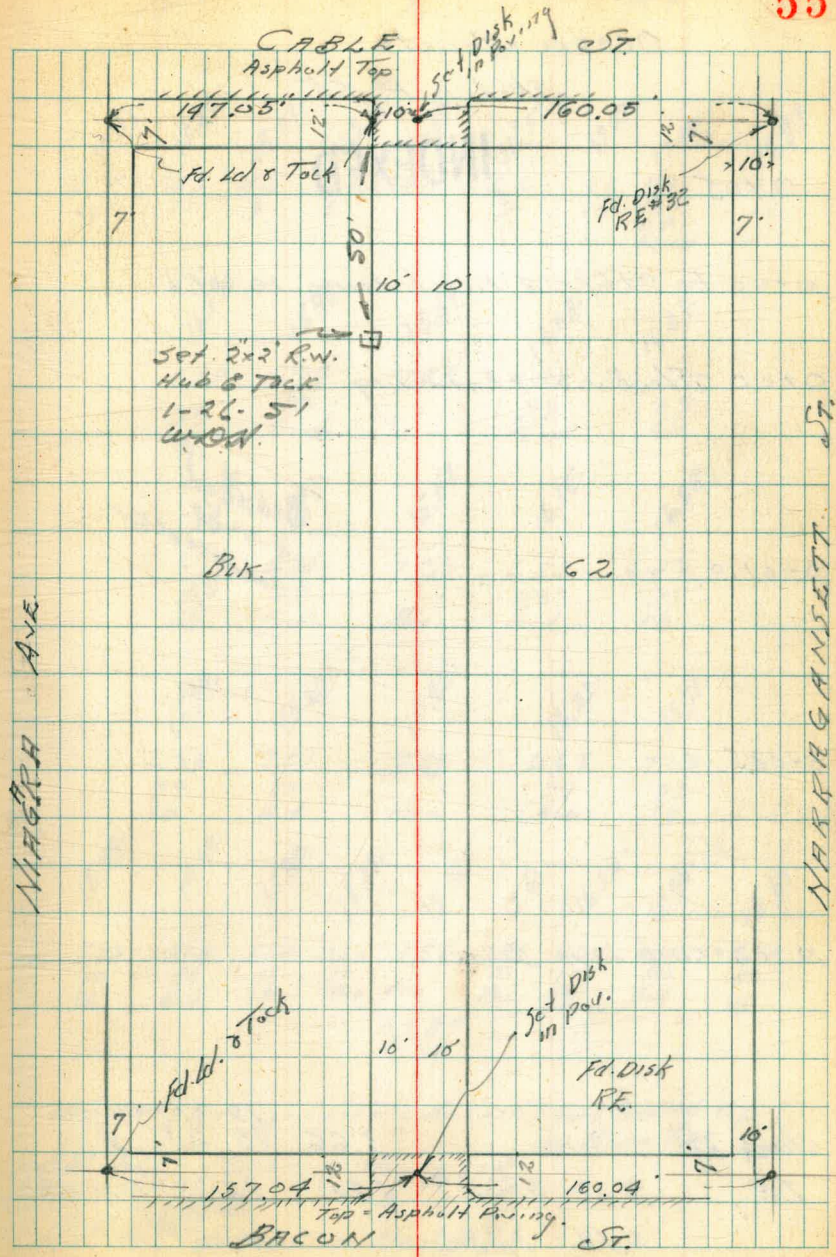 55
CABLE ST.
Asphalt Top
Set Disk
in Paving
147.05' 10' 160.05
7' 12' 12 7'
Fd. Ld & Tack
Fd. Disk
RE #32
10'
7' 7'
50'
10' 10'
Set 2"x2" R.W.
Hub & Tack
1-26-51
ST.
BLK. 62
NIAGARA AVE.
NARRAGANSETT
Fd. Ld. & Tack
Set Disk
in pav.
10' 10'
Fd. Disk
RE.
7' 10'
7' 12 12 7'
157.04 160.04
Top = Asphalt Paving.
BACON ST.